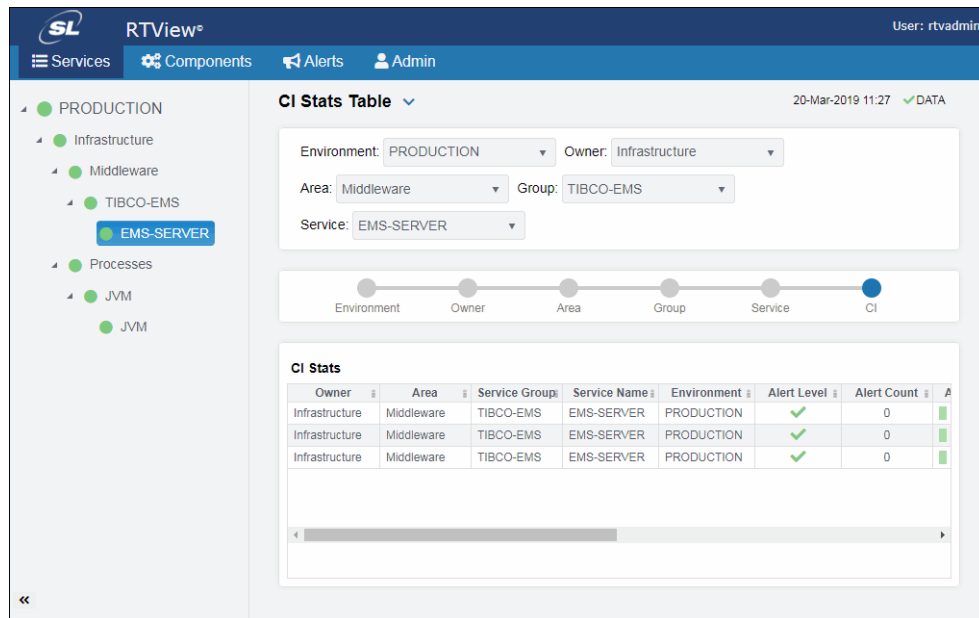 SL RTView® User: rtvadmin
Services Components Alerts Admin
PRODUCTION
Infrastructure
Middleware
TIBCO-EMS
EMS-SERVER
Processes
JVM
JVM
«
CI Stats Table 20-Mar-2019 11:27 DATA
Environment: PRODUCTION Owner: Infrastructure
Area: Middleware Group: TIBCO-EMS
Service: EMS-SERVER
Environment Owner Area Group Service CI
CI Stats
Owner Area Service Group Service Name Environment Alert Level Alert Count A
Infrastructure Middleware TIBCO-EMS EMS-SERVER PRODUCTION 0
Infrastructure Middleware TIBCO-EMS EMS-SERVER PRODUCTION 0
Infrastructure Middleware TIBCO-EMS EMS-SERVER PRODUCTION 0